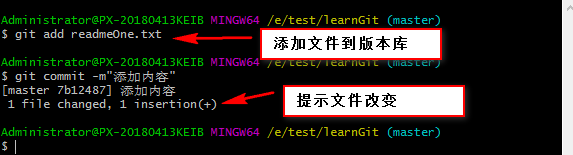 Administrator@PX-20180413KEIB MINGW64 /e/test/learnGit (master)
$ git add readmeOne.txt
添加文件到版本库
Administrator@PX-20180413KEIB MINGW64 /e/test/learnGit (master)
$ git commit -m"添加内容"
[master 7b12487] 添加内容
1 file changed, 1 insertion(+)
提示文件改变
Administrator@PX-20180413KEIB MINGW64 /e/test/learnGit (master)
$